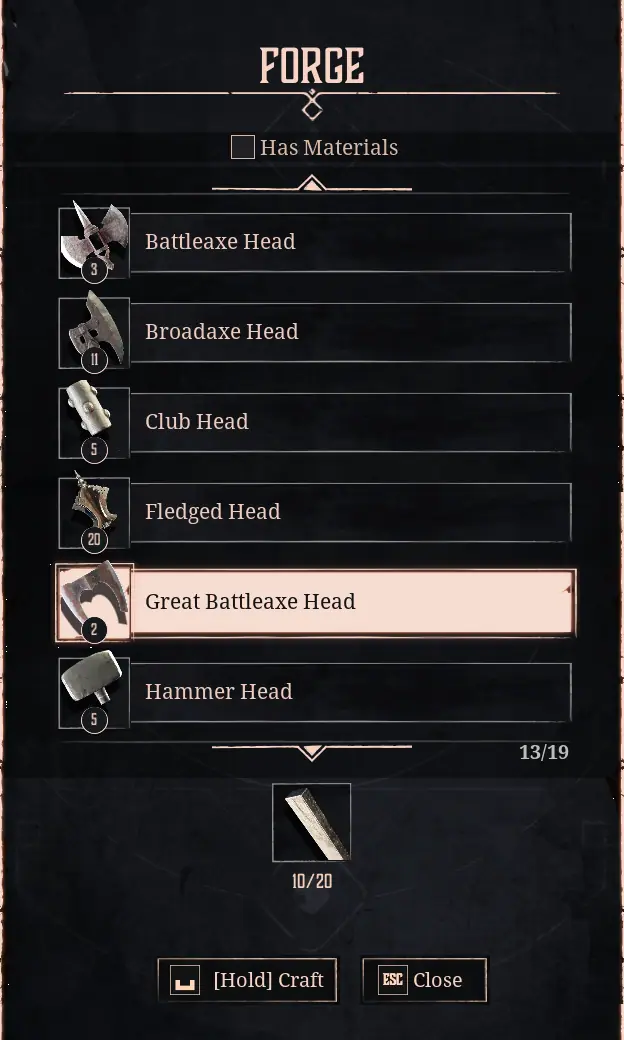 FORGE
Has Materials
Battleaxe Head
3
Broadaxe Head
11
Club Head
5
Fledged Head
20
Great Battleaxe Head
2
Hammer Head
5
13/19
10/20
[Hold] Craft
ESC Close